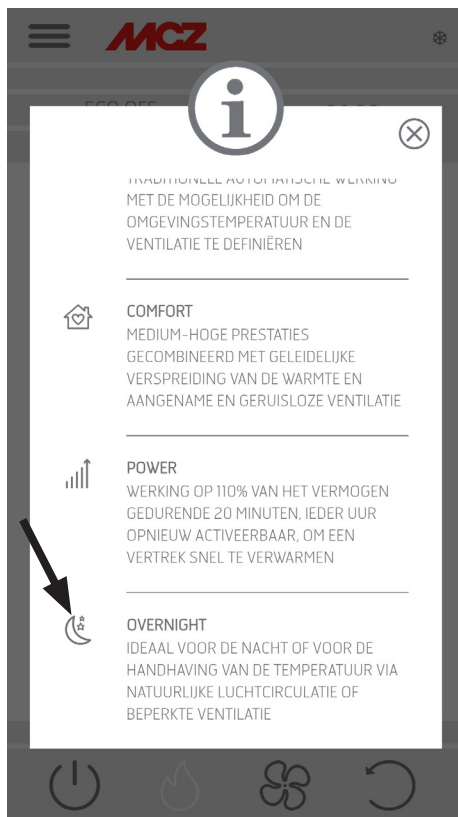 MCZ
ECO OFF
i
TRADITIONELE AUTOMATISCHE WERKING
MET DE MOGELIJKHEID OM DE
OMGEVINGSTEMPERATUUR EN DE
VENTILATIE TE DEFINIËREN
COMFORT
MEDIUM-HOGE PRESTATIES
GECOMBINEERD MET GELEIDELIJKE
VERSPREIDING VAN DE WARMTE EN
AANGENAME EN GERUISLOZE VENTILATIE
POWER
WERKING OP 110% VAN HET VERMOGEN
GEDURENDE 20 MINUTEN, IEDER UUR
OPNIEUW ACTIVEERBAAR, OM EEN
VERTREK SNEL TE VERWARMEN
OVERNIGHT
IDEAAL VOOR DE NACHT OF VOOR DE
HANDHAVING VAN DE TEMPERATUUR VIA
NATUURLIJKE LUCHTCIRCULATIE OF
BEPERKTE VENTILATIE